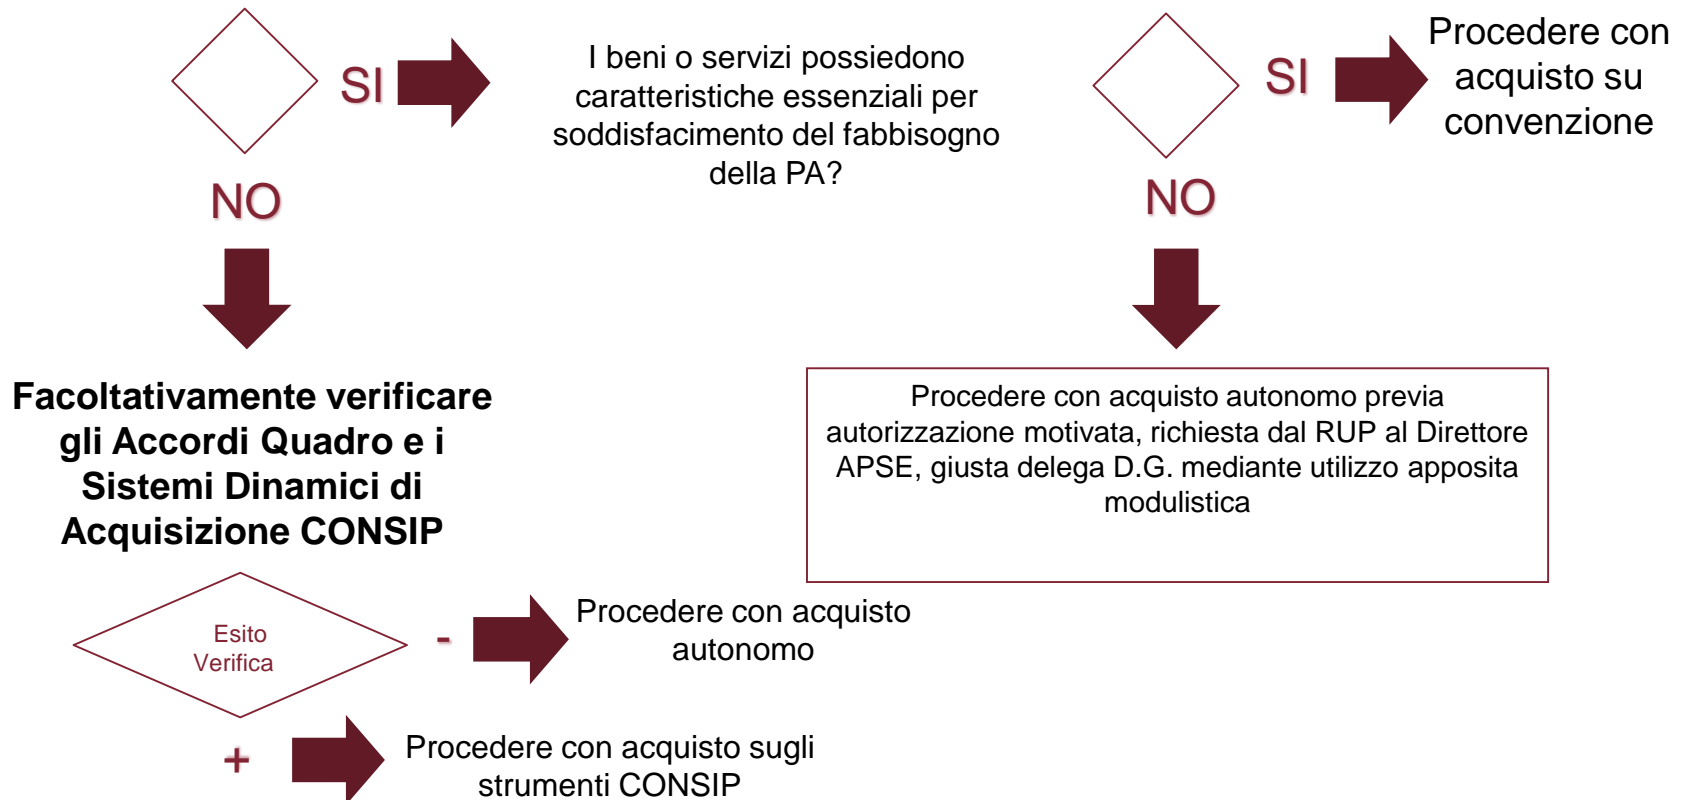 SI
I beni o servizi possiedono
caratteristiche essenziali per
soddisfacimento del fabbisogno
della PA?
SI
Procedere con
acquisto su
convenzione
NO
NO
Facoltativamente verificare
gli Accordi Quadro e i
Sistemi Dinamici di
Acquisizione CONSIP
Procedere con acquisto autonomo previa
autorizzazione motivata, richiesta dal RUP al Direttore
APSE, giusta delega D.G. mediante utilizzo apposita
modulistica
Esito
Verifica
-
Procedere con acquisto
autonomo
+
Procedere con acquisto sugli
strumenti CONSIP